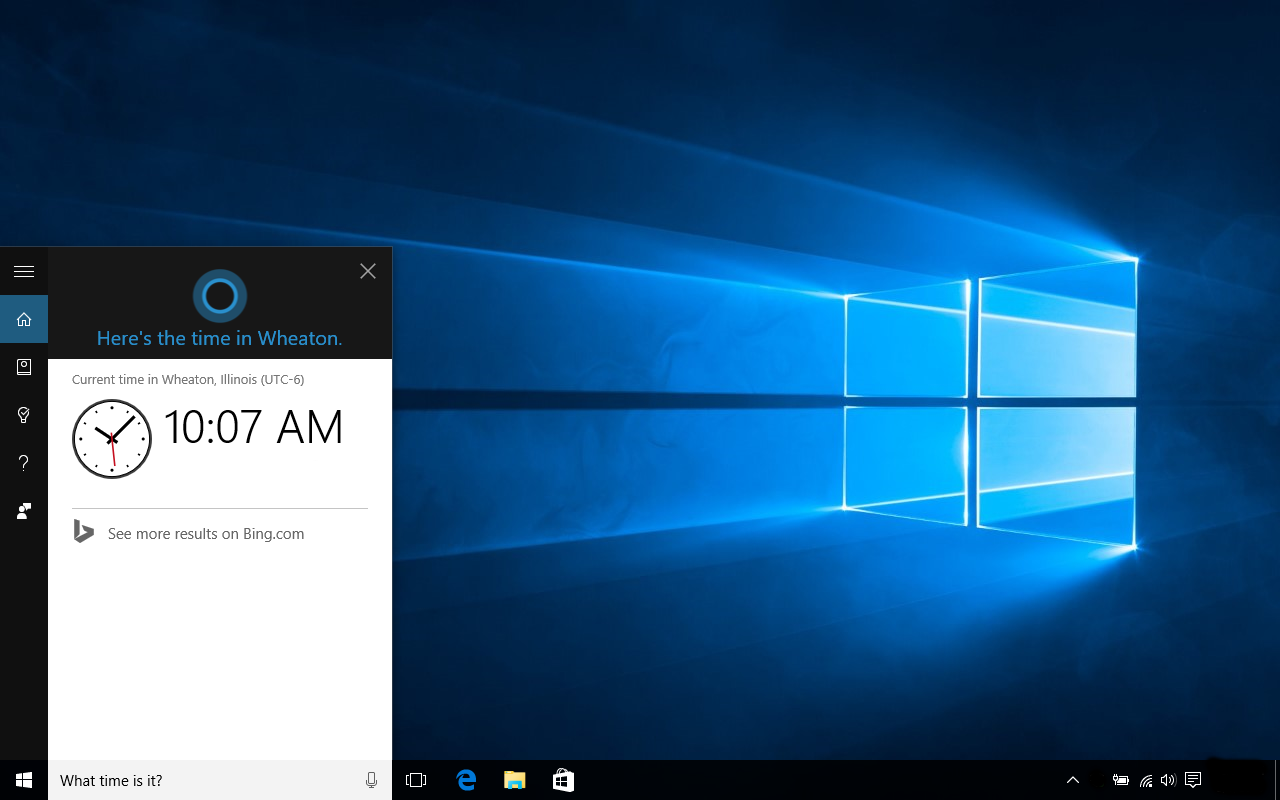 Here's the time in Wheaton.
Current time in Wheaton, Illinois (UTC-6)
10:07 AM
See more results on Bing.com
What time is it?